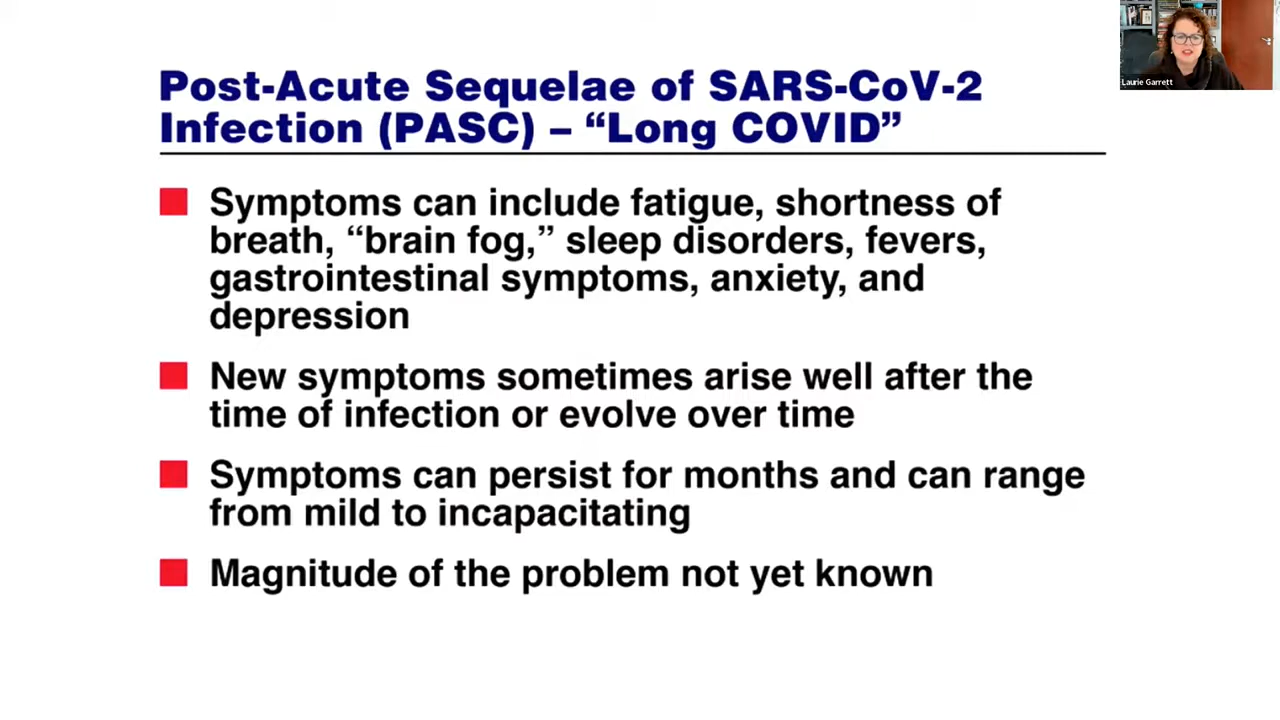 Post-Acute Sequelae of SARS-CoV-2
Infection (PASC) – “Long COVID”
Symptoms can include fatigue, shortness of
breath, “brain fog,” sleep disorders, fevers,
gastrointestinal symptoms, anxiety, and
depression
New symptoms sometimes arise well after the
time of infection or evolve over time
Symptoms can persist for months and can range
from mild to incapacitating
Magnitude of the problem not yet known
Laurie Garrett